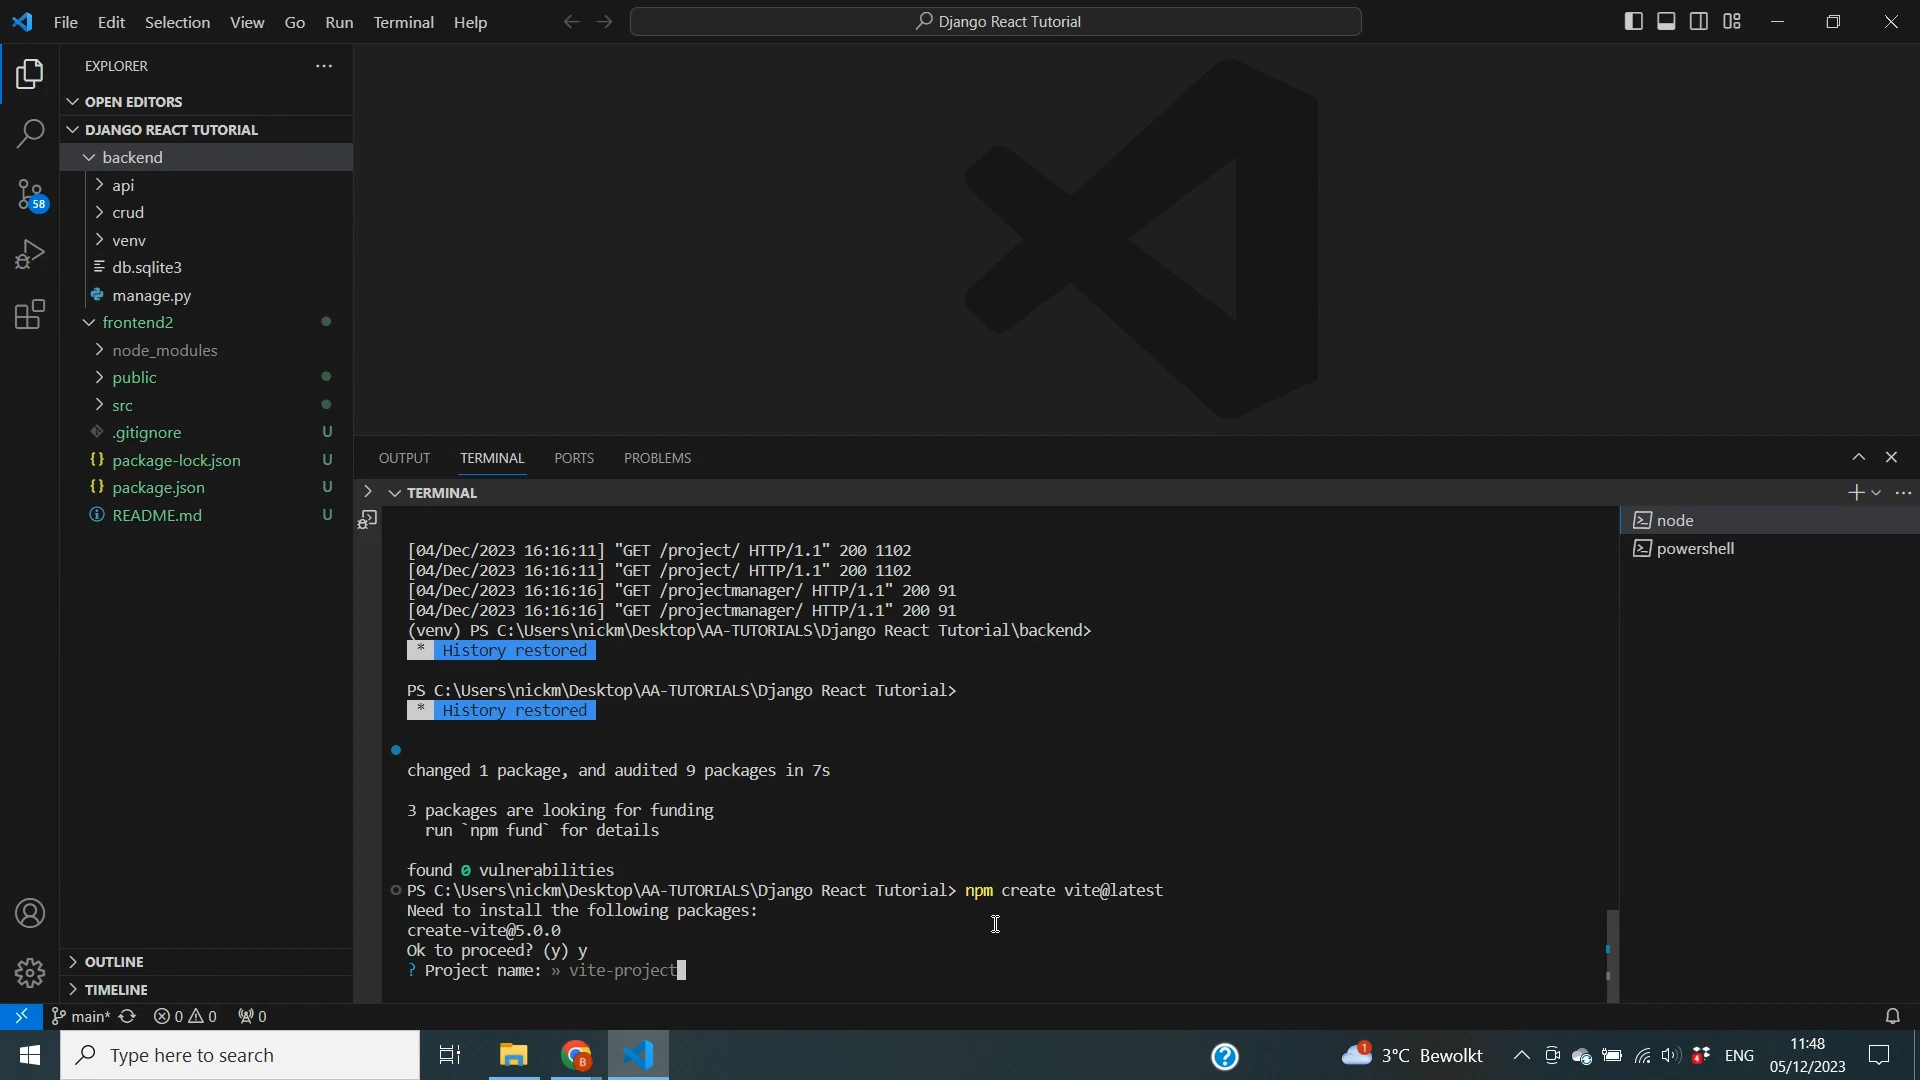 File Edit Selection View Go Run Terminal Help
Django React Tutorial
EXPLORER
OPEN EDITORS
DJANGO REACT TUTORIAL
backend
api
crud
58
venv
db.sqlite3
manage.py
frontend2
node_modules
public
src
.gitignore U
package-lock.json U
package.json U
README.md U
OUTLINE
TIMELINE
OUTPUT TERMINAL PORTS PROBLEMS
TERMINAL
node
powershell
[04/Dec/2023 16:16:11] "GET /project/ HTTP/1.1" 200 1102
[04/Dec/2023 16:16:11] "GET /project/ HTTP/1.1" 200 1102
[04/Dec/2023 16:16:16] "GET /projectmanager/ HTTP/1.1" 200 91
[04/Dec/2023 16:16:16] "GET /projectmanager/ HTTP/1.1" 200 91
(venv) PS C:\Users\nickm\Desktop\AA-TUTORIALS\Django React Tutorial\backend>
* History restored
PS C:\Users\nickm\Desktop\AA-TUTORIALS\Django React Tutorial>
* History restored
changed 1 package, and audited 9 packages in 7s
3 packages are looking for funding
run `npm fund` for details
found 0 vulnerabilities
PS C:\Users\nickm\Desktop\AA-TUTORIALS\Django React Tutorial> npm create vite@latest
Need to install the following packages:
create-vite@5.0.0
Ok to proceed? (y) y
? Project name: » vite-project
main* 0 0 0
Type here to search
B
1
3°C Bewolkt
4
ENG
11:48
05/12/2023